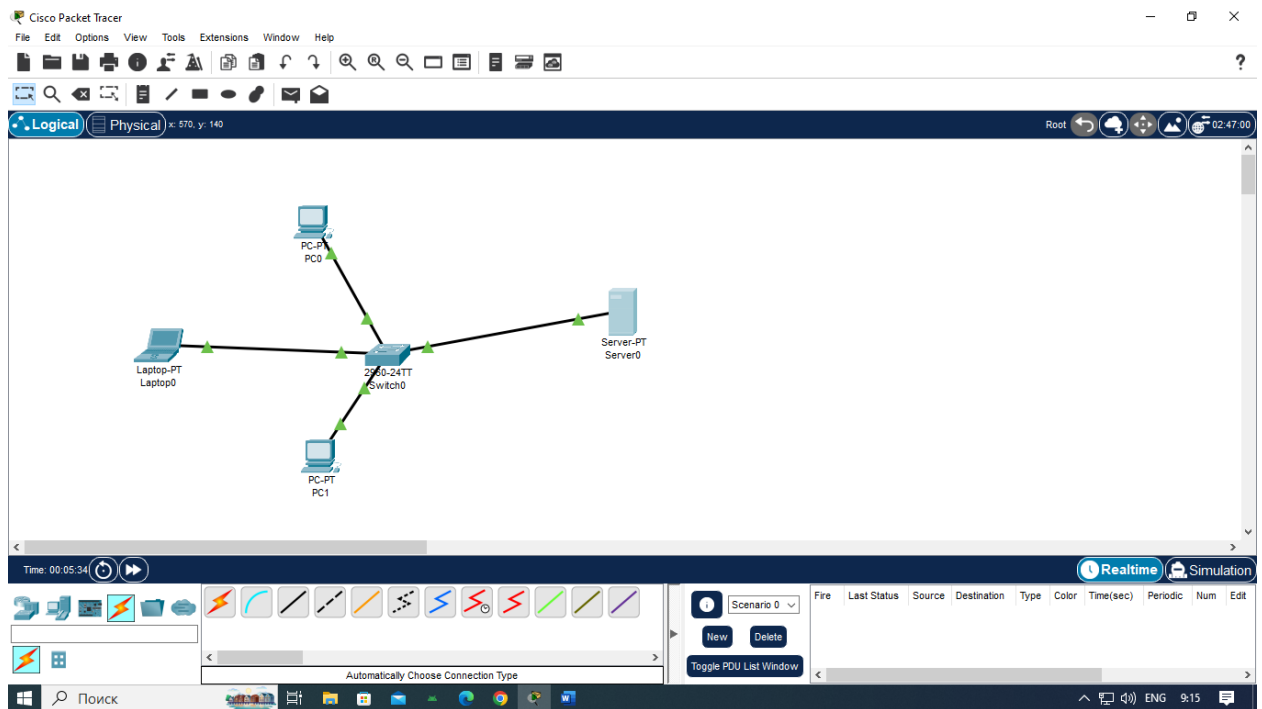 Cisco Packet Tracer
File Edit Options View Tools Extensions Window Help
?
Logical Physical x: 570, y: 140
Root 02:47:00
PC-PT
PC0
Server-PT
Server0
Laptop-PT
Laptop0
2960-24TT
Switch0
PC-PT
PC1
Time: 00:05:34
Realtime Simulation
Scenario 0
Fire Last Status Source Destination Type Color Time(sec) Periodic Num Edit
New Delete
Toggle PDU List Window
Automatically Choose Connection Type
Поиск
ENG 9:15